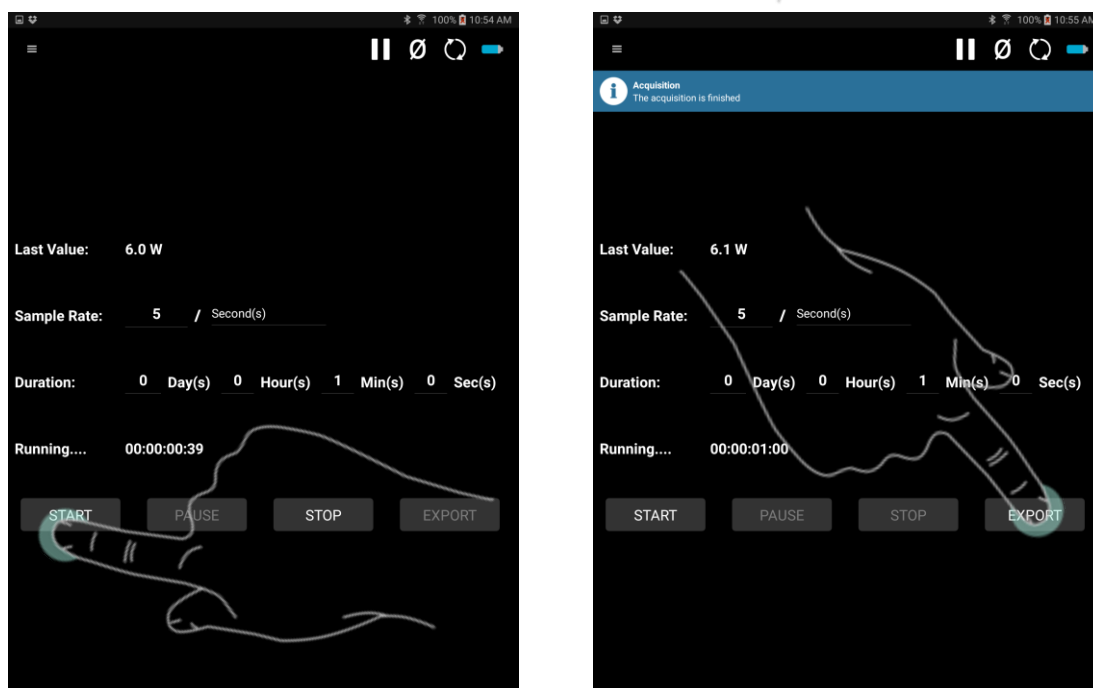 100% 10:54 AM
Last Value: 6.0 W
Sample Rate: 5 / Second(s)
Duration: 0 Day(s) 0 Hour(s) 1 Min(s) 0 Sec(s)
Running.... 00:00:00:39
START PAUSE STOP EXPORT
100% 10:55 AM
Acquisition
The acquisition is finished
Last Value: 6.1 W
Sample Rate: 5 / Second(s)
Duration: 0 Day(s) 0 Hour(s) 1 Min(s) 0 Sec(s)
Running.... 00:00:01:00
START PAUSE STOP EXPORT